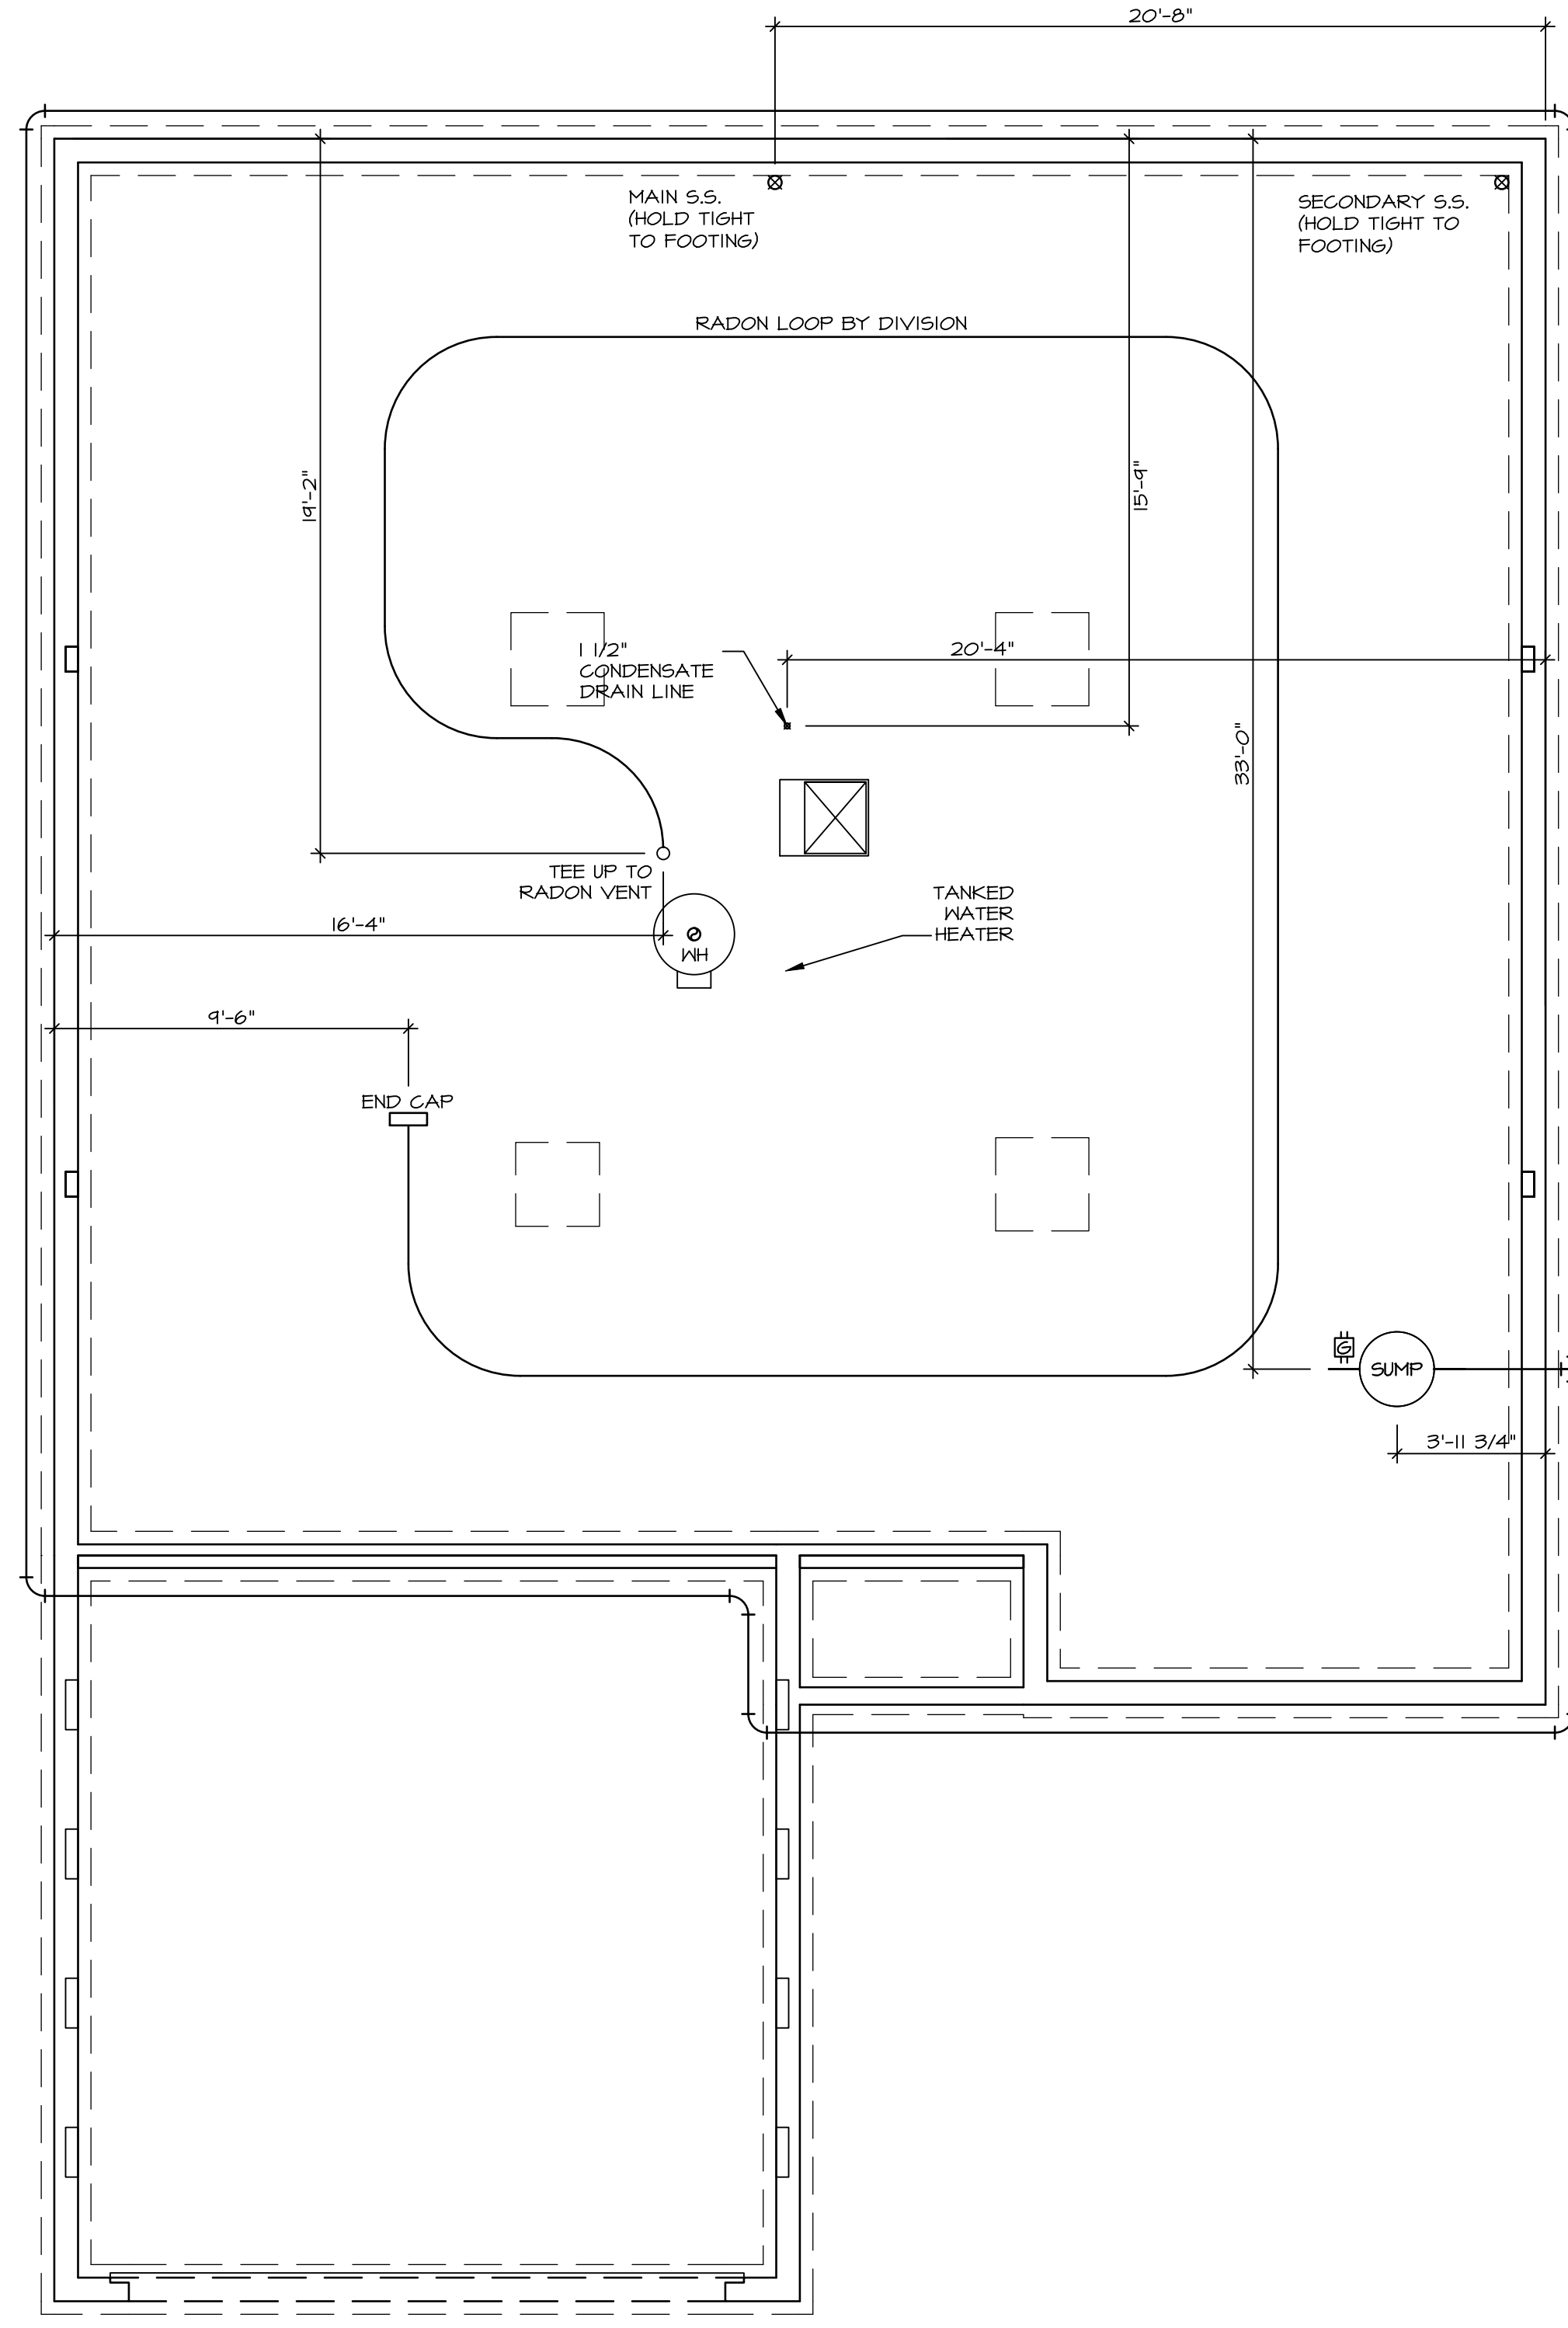 20'-8"
MAIN S.S.
(HOLD TIGHT
TO FOOTING)
SECONDARY S.S.
(HOLD TIGHT TO
FOOTING)
RADON LOOP BY DIVISION
19'-2"
15'-9"
1 1/2"
CONDENSATE
DRAIN LINE
20'-4"
33'-0"
TEE UP TO
RADON VENT
TANKED
WATER
HEATER
16'-4"
WH
9'-6"
END CAP
G
SUMP
3'-11 3/4"